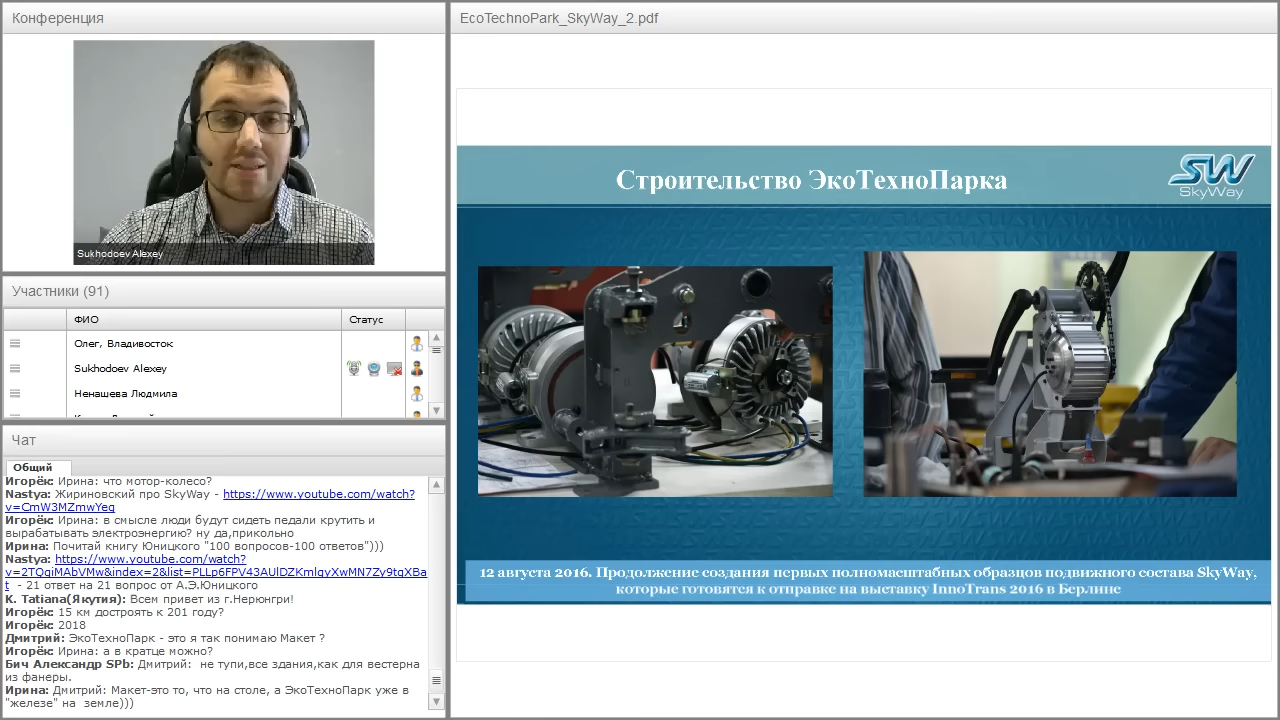 Конференция
Sukhodoev Alexey
Участники (91)
ФИО
Статус
Олег, Владивосток
Sukhodoev Alexey
Ненашева Людмила
Чат
Общий
Игорёк: Ирина: что мотор-колесо?
Nastya: Жириновский про SkyWay - https://www.youtube.com/watch?
v=CmW3MZmwYeg
Игорёк: Ирина: в смысле люди будут сидеть педали крутить и
вырабатывать электроэнергию? ну да,прикольно
Ирина: Почитай книгу Юницкого "100 вопросов-100 ответов")))
Nastya: https://www.youtube.com/watch?
v=2TQgiMAbVMw&index=2&list=PLLp6FPV43AUlDZKmlgyXwMN7Zy9tgXBa
t - 21 ответ на 21 вопрос от А.Э.Юницкого
K. Tatiana(Якутия): Всем привет из г.Нерюнгри!
Игорёк: 15 км достроять к 201 году?
Игорёк: 2018
Дмитрий: ЭкоТехноПарк - это я так понимаю Макет ?
Игорёк: Ирина: а в кратце можно?
Бич Александр SPb: Дмитрий:  не тупи,все здания,как для вестерна
из фанеры.
Ирина: Дмитрий: Макет-это то, что на столе, а ЭкоТехноПарк уже в
"железе" на  земле)))
EcoTechnoPark_SkyWay_2.pdf
Строительство ЭкоТехноПарка
SW
SkyWay
12 августа 2016. Продолжение создания первых полномасштабных образцов подвижного состава SkyWay,
которые готовятся к отправке на выставку InnoTrans 2016 в Берлине